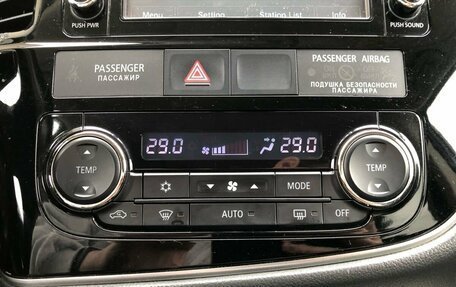 Menu Setting Station List Info
PUSH PWR PUSH SOUND
PASSENGER
ПАССАЖИР
PASSENGER AIRBAG
ПОДУШКА БЕЗОПАСНОСТИ
ПАССАЖИРА
29.0 29.0
TEMP TEMP
MODE
AUTO OFF